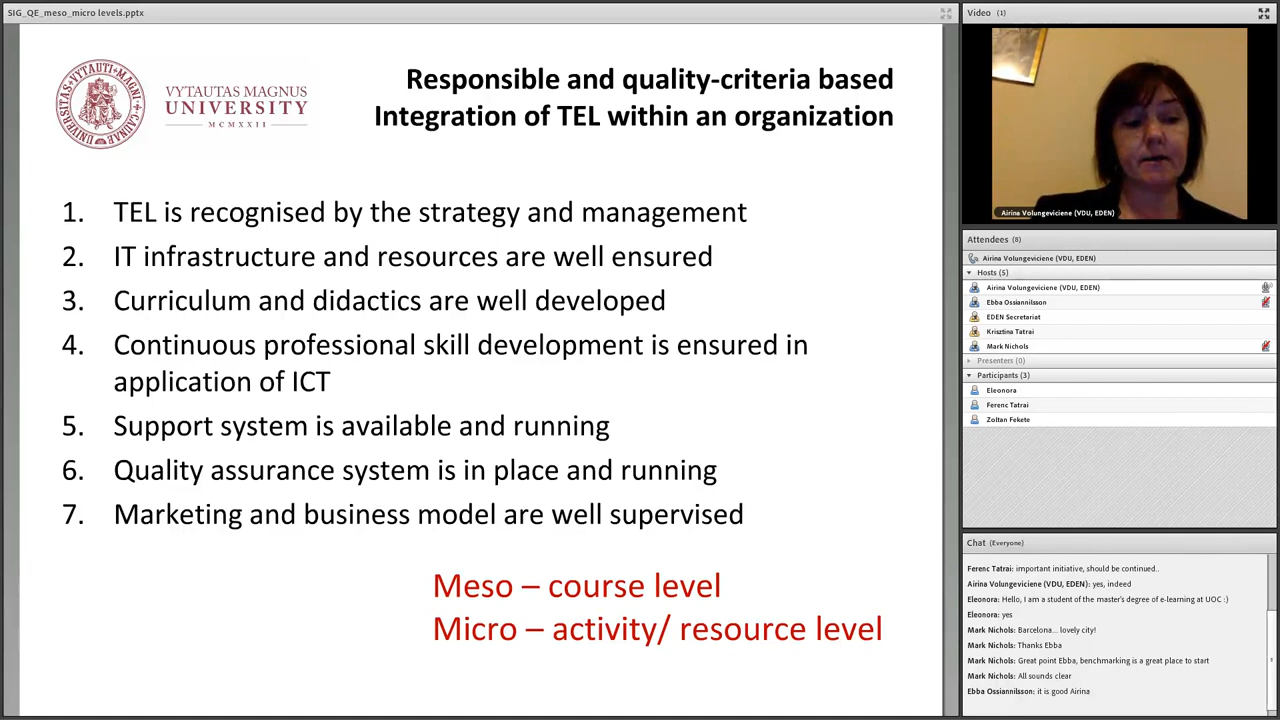 SIG_QE_meso_micro levels.pptx
VYTAUTAS MAGNUS
UNIVERSITY
MCMXXII
Responsible and quality-criteria based
Integration of TEL within an organization
1. TEL is recognised by the strategy and management
2. IT infrastructure and resources are well ensured
3. Curriculum and didactics are well developed
4. Continuous professional skill development is ensured in
application of ICT
5. Support system is available and running
6. Quality assurance system is in place and running
7. Marketing and business model are well supervised
Meso – course level
Micro – activity/ resource level
Video (1)
Airina Volungeviciene (VDU, EDEN)
Attendees (8)
Airina Volungeviciene (VDU, EDEN)
Hosts (5)
Airina Volungeviciene (VDU, EDEN)
Ebba Ossiannilsson
EDEN Secretariat
Krisztina Tatrai
Mark Nichols
Presenters (0)
Participants (3)
Eleonora
Ferenc Tatrai
Zoltan Fekete
Chat (Everyone)
Ferenc Tatrai: important initiative, should be continued..
Airina Volungeviciene (VDU, EDEN): yes, indeed
Eleonora: Hello, I am a student of the master's degree of e-learning at UOC :)
Eleonora: yes
Mark Nichols: Barcelona... lovely city!
Mark Nichols: Thanks Ebba
Mark Nichols: Great point Ebba, benchmarking is a great place to start
Mark Nichols: All sounds clear
Ebba Ossiannilsson: it is good Airina